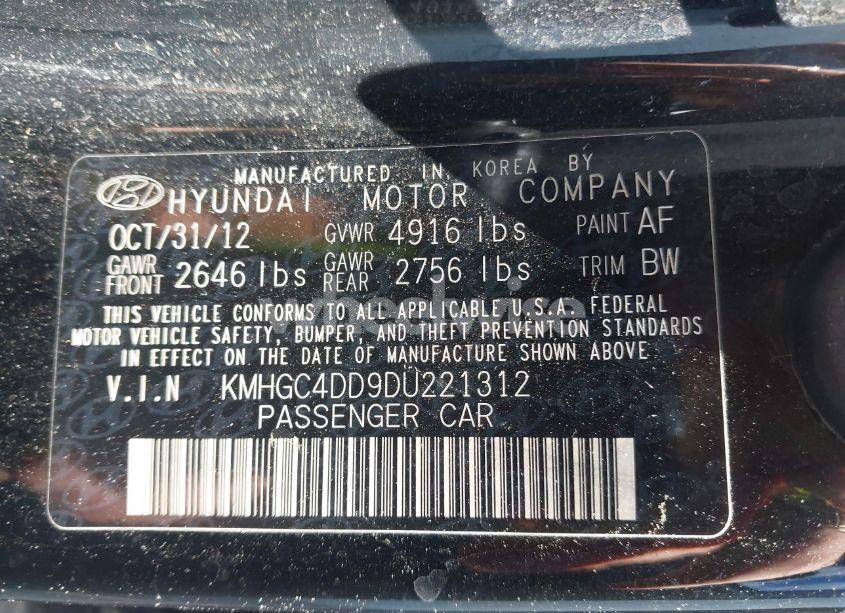 MANUFACTURED IN KOREA BY
HYUNDAI MOTOR COMPANY
OCT/31/12 GVWR 4916 lbs PAINT AF
GAWR FRONT 2646 lbs GAWR REAR 2756 lbs TRIM BW
THIS VEHICLE CONFORMS TO ALL APPLICABLE U.S.A. FEDERAL
MOTOR VEHICLE SAFETY, BUMPER, AND THEFT PREVENTION STANDARDS
IN EFFECT ON THE DATE OF MANUFACTURE SHOWN ABOVE
V.I.N KMHGC4DD9DU221312
PASSENGER CAR